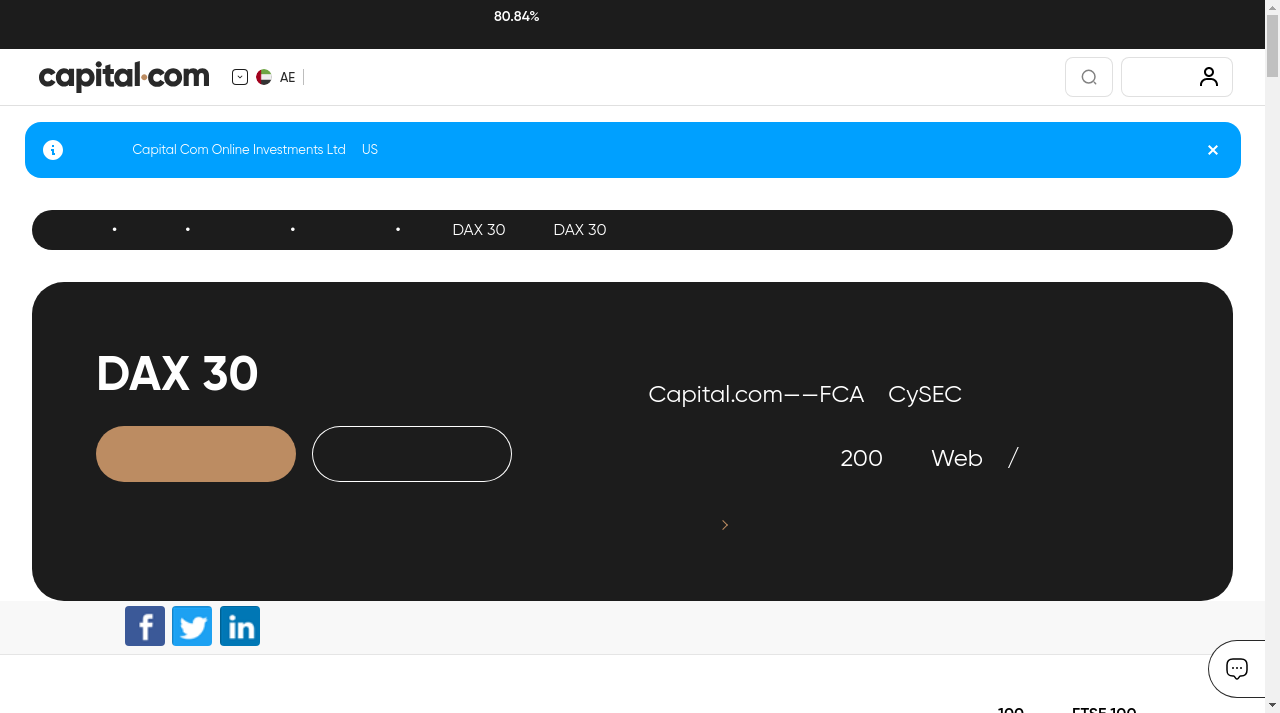 80.84%
capital.com
AE
Capital Com Online Investments Ltd US
• • • • DAX 30 DAX 30
DAX 30
Capital.com——FCA CySEC
200 Web /
100 FTSE 100